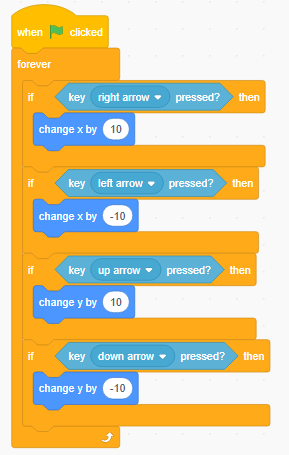 when clicked
forever
if key right arrow pressed? then
change x by 10
if key left arrow pressed? then
change x by -10
if key up arrow pressed? then
change y by 10
if key down arrow pressed? then
change y by -10